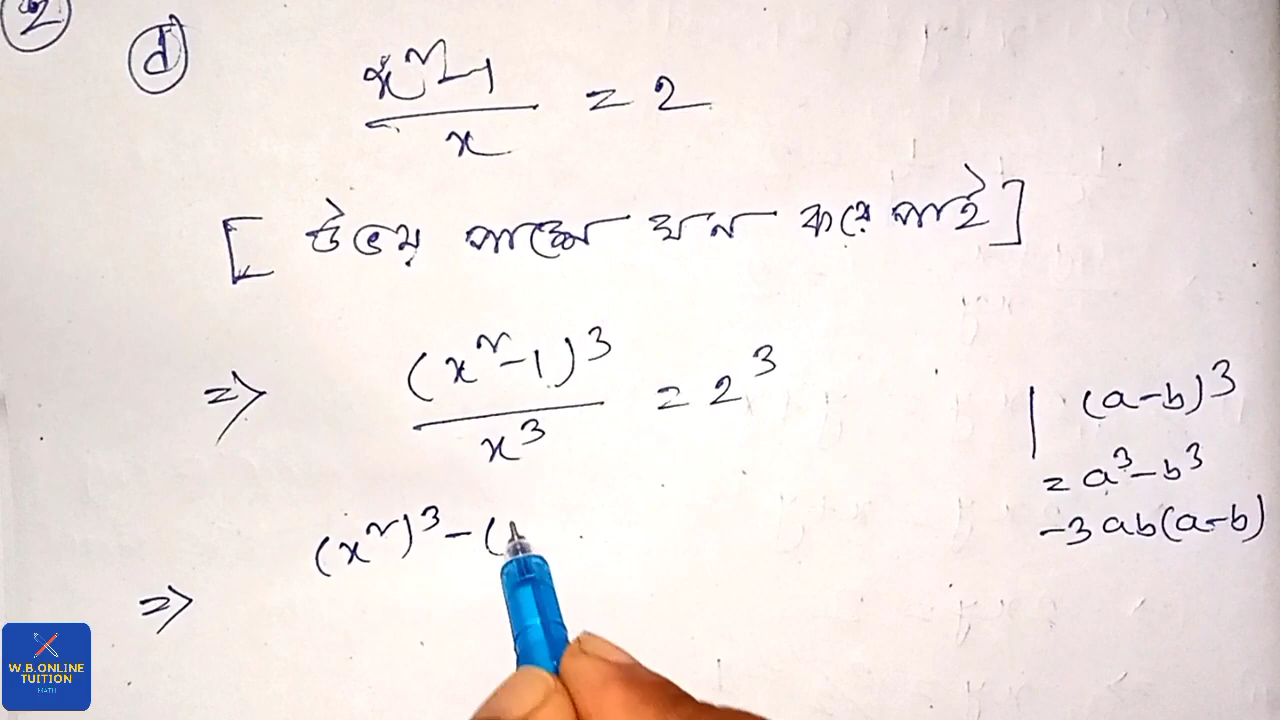 2 d (x² - 1)/x = 2
[ উভয় পার্শ্বে ঘন করে পাই ]
=> (x² - 1)³/x³ = 2³
(a-b)³
= a³ - b³
- 3ab(a-b)
=> (x²)³ - (
W.B.ONLINE
TUITION
MATH